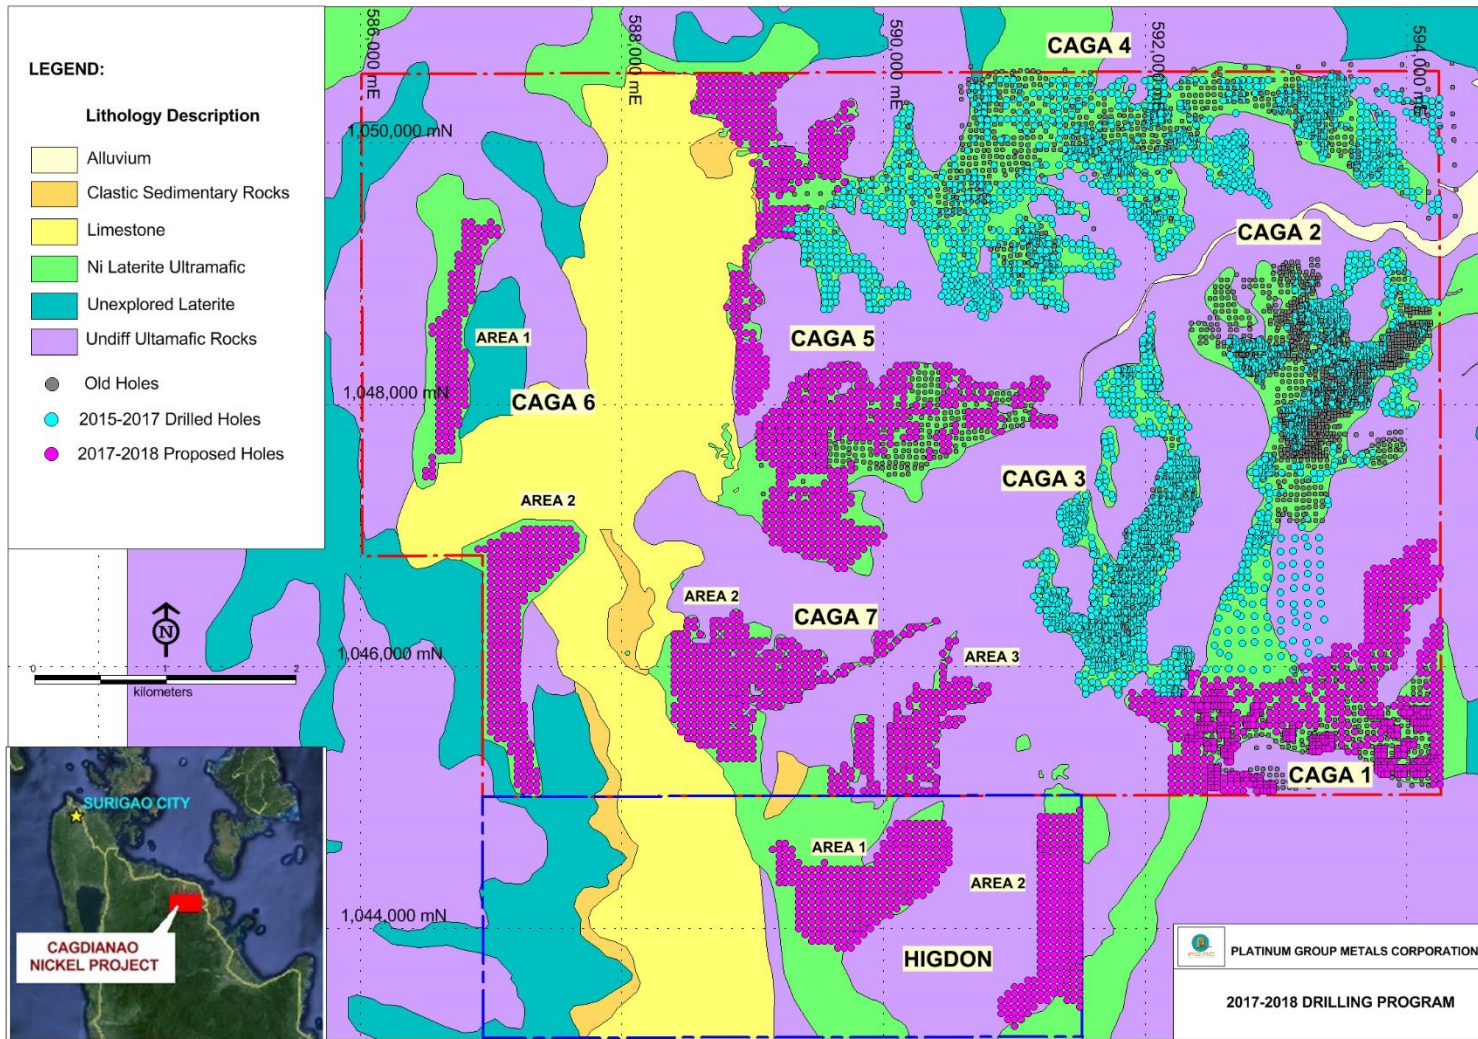 LEGEND:
Lithology Description
Alluvium
Clastic Sedimentary Rocks
Limestone
Ni Laterite Ultramafic
Unexplored Laterite
Undiff Ultamafic Rocks
Old Holes
2015-2017 Drilled Holes
2017-2018 Proposed Holes
586,000 mE
588,000 mE
590,000 mE
592,000 mE
594,000 mE
1,050,000 mN
1,048,000 mN
1,046,000 mN
1,044,000 mN
CAGA 4
CAGA 2
CAGA 5
AREA 1
CAGA 6
CAGA 3
AREA 2
AREA 2
CAGA 7
AREA 3
CAGA 1
AREA 1
AREA 2
HIGDON
N
0 1 2
kilometers
SURIGAO CITY
CAGDIANAO
NICKEL PROJECT
PGMC
PLATINUM GROUP METALS CORPORATION
2017-2018 DRILLING PROGRAM